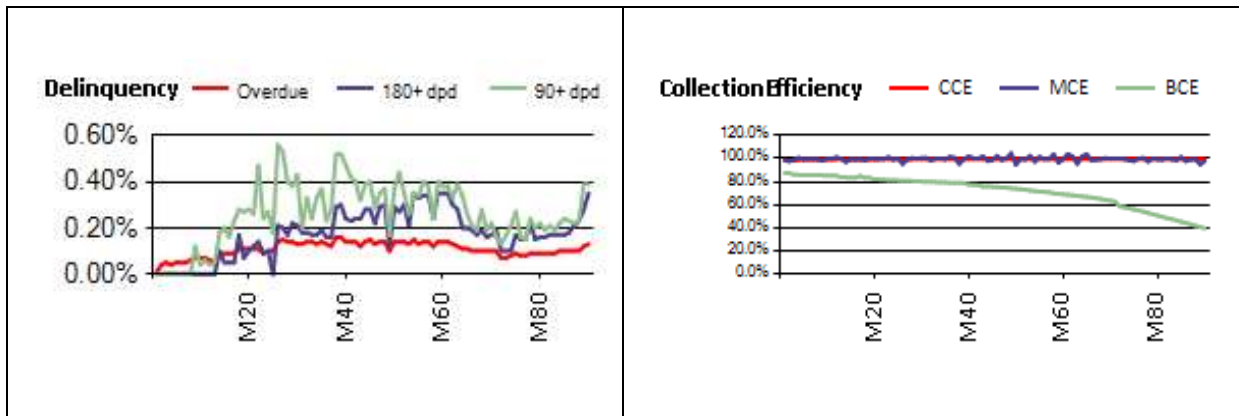 Delinquency Overdue 180+ dpd 90+ dpd
0.60%
0.40%
0.20%
0.00%
M20 M40 M60 M80
Collection Efficiency CCE MCE BCE
120.0%
100.0%
80.0%
60.0%
40.0%
20.0%
0.0%
M20 M40 M60 M80